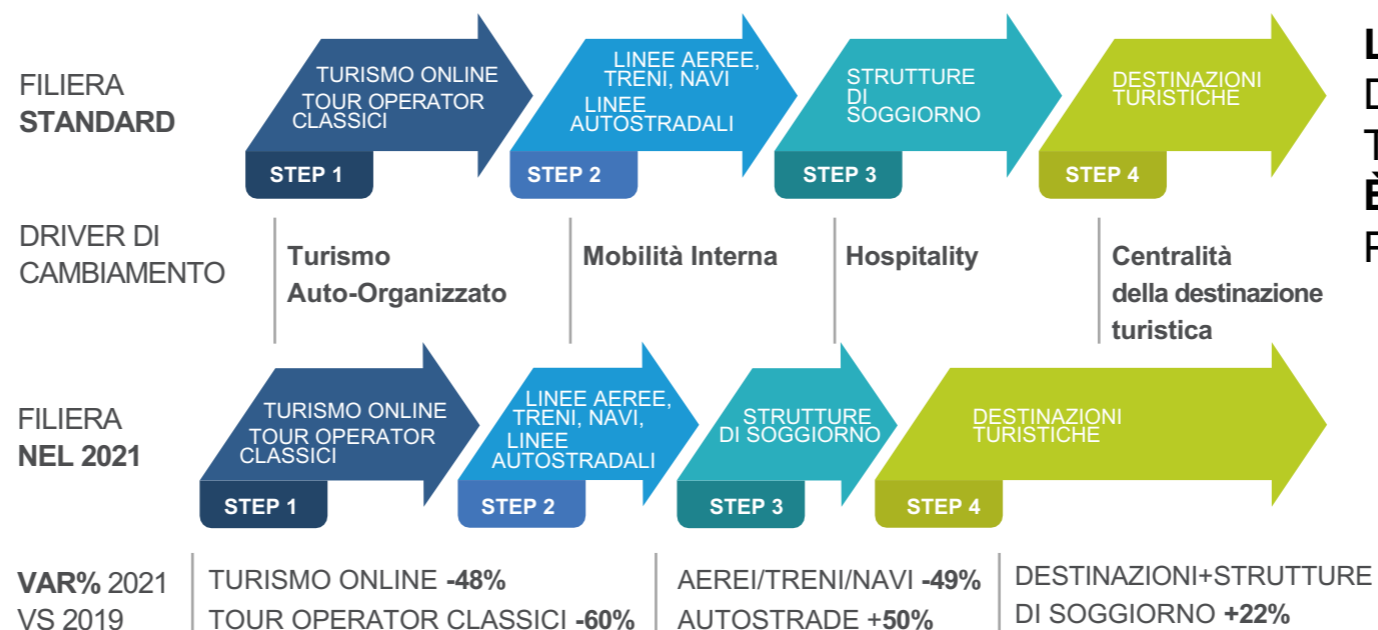 FILIERA
STANDARD
TURISMO ONLINE
TOUR OPERATOR
CLASSICI
STEP 1
LINEE AEREE,
TRENI, NAVI
LINEE
AUTOSTRADALI
STEP 2
STRUTTURE
DI
SOGGIORNO
STEP 3
DESTINAZIONI
TURISTICHE
STEP 4
DRIVER DI
CAMBIAMENTO
Turismo
Auto-Organizzato
Mobilità Interna
Hospitality
Centralità
della destinazione
turistica
FILIERA
NEL 2021
TURISMO ONLINE
TOUR OPERATOR
CLASSICI
STEP 1
LINEE AEREE,
TRENI, NAVI,
LINEE
AUTOSTRADALI
STEP 2
STRUTTURE
DI SOGGIORNO
STEP 3
DESTINAZIONI
TURISTICHE
STEP 4
VAR% 2021
VS 2019
TURISMO ONLINE -48%
TOUR OPERATOR CLASSICI -60%
AEREI/TRENI/NAVI -49%
AUTOSTRADE +50%
DESTINAZIONI+STRUTTURE
DI SOGGIORNO +22%